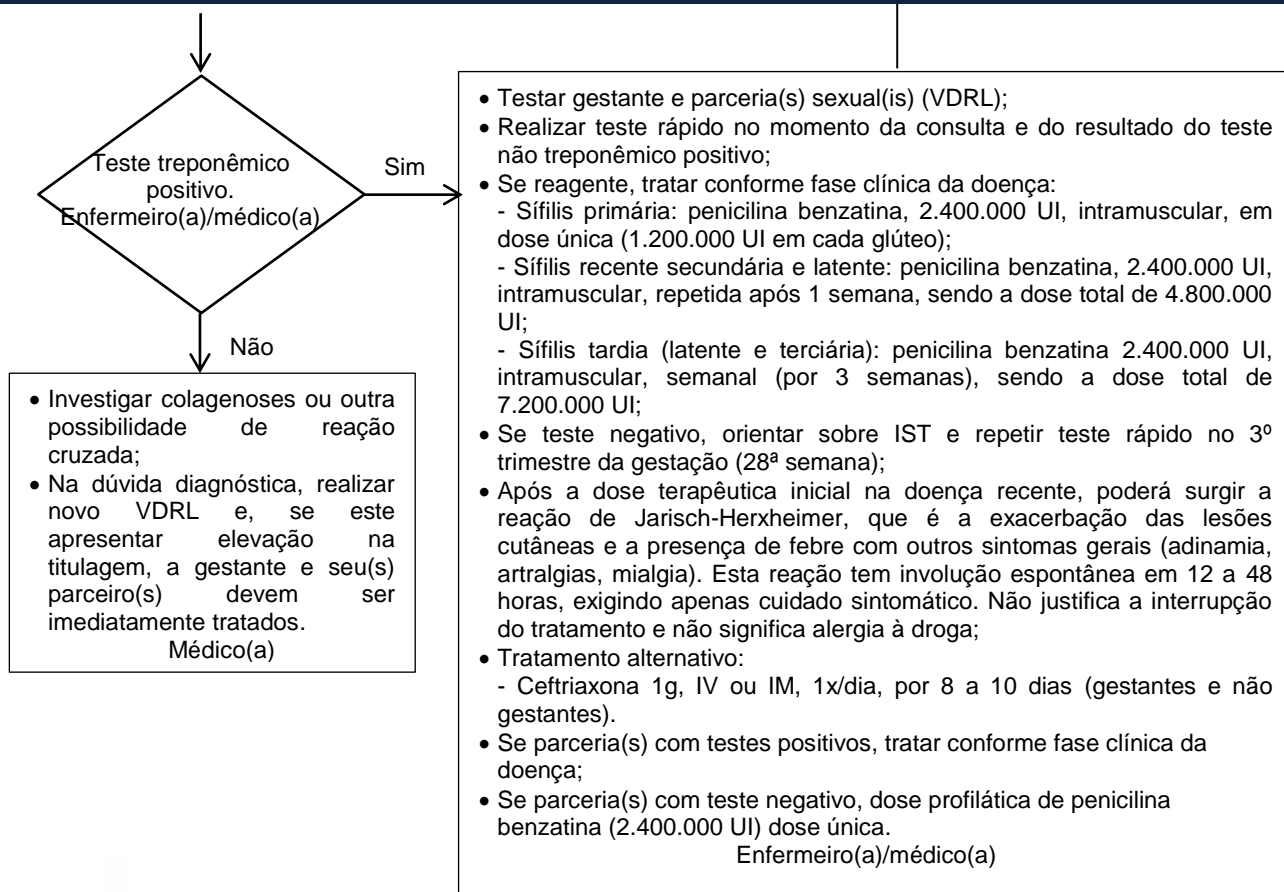 Teste treponêmico
positivo.
Enfermeiro(a)/médico(a)
Sim
Não
• Investigar colagenoses ou outra
possibilidade de reação
cruzada;
• Na dúvida diagnóstica, realizar
novo VDRL e, se este
apresentar elevação na
titulagem, a gestante e seu(s)
parceiro(s) devem ser
imediatamente tratados.
Médico(a)
• Testar gestante e parceria(s) sexual(is) (VDRL);
• Realizar teste rápido no momento da consulta e do resultado do teste
não treponêmico positivo;
• Se reagente, tratar conforme fase clínica da doença:
- Sífilis primária: penicilina benzatina, 2.400.000 UI, intramuscular, em
dose única (1.200.000 UI em cada glúteo);
- Sífilis recente secundária e latente: penicilina benzatina, 2.400.000 UI,
intramuscular, repetida após 1 semana, sendo a dose total de 4.800.000
UI;
- Sífilis tardia (latente e terciária): penicilina benzatina 2.400.000 UI,
intramuscular, semanal (por 3 semanas), sendo a dose total de
7.200.000 UI;
• Se teste negativo, orientar sobre IST e repetir teste rápido no 3º
trimestre da gestação (28ª semana);
• Após a dose terapêutica inicial na doença recente, poderá surgir a
reação de Jarisch-Herxheimer, que é a exacerbação das lesões
cutâneas e a presença de febre com outros sintomas gerais (adinamia,
artralgias, mialgia). Esta reação tem involução espontânea em 12 a 48
horas, exigindo apenas cuidado sintomático. Não justifica a interrupção
do tratamento e não significa alergia à droga;
• Tratamento alternativo:
- Ceftriaxona 1g, IV ou IM, 1x/dia, por 8 a 10 dias (gestantes e não
gestantes).
• Se parceria(s) com testes positivos, tratar conforme fase clínica da
doença;
• Se parceria(s) com teste negativo, dose profilática de penicilina
benzatina (2.400.000 UI) dose única.
Enfermeiro(a)/médico(a)